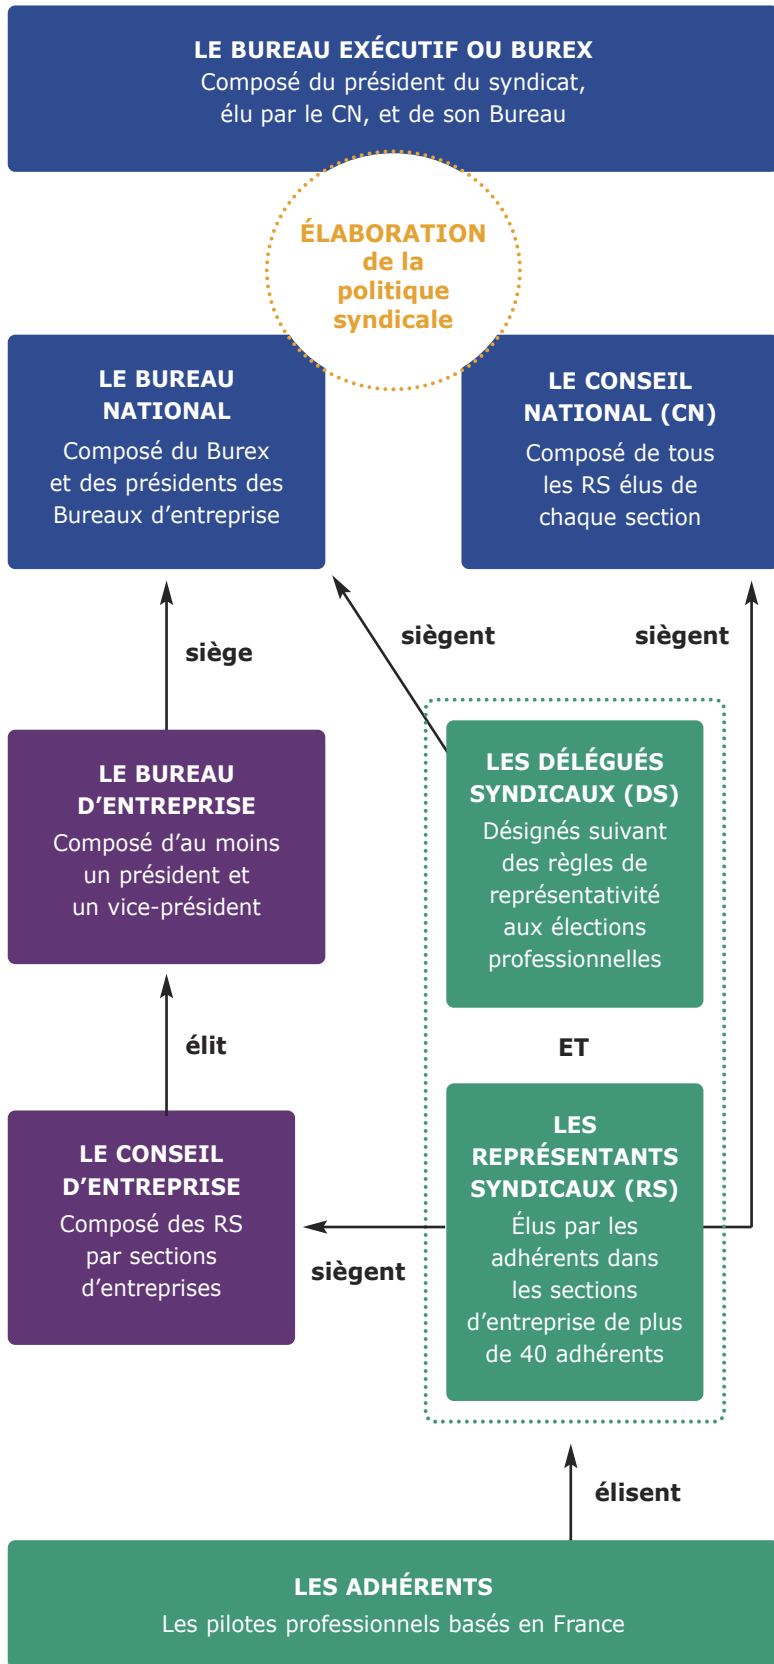 LE BUREAU EXÉCUTIF OU BUREX
Composé du président du syndicat,
élu par le CN, et de son Bureau
ÉLABORATION
de la
politique
syndicale
LE BUREAU
NATIONAL
Composé du Burex
et des présidents des
Bureaux d'entreprise
LE CONSEIL
NATIONAL (CN)
Composé de tous
les RS élus de
chaque section
siège
siègent
siègent
LE BUREAU
D’ENTREPRISE
Composé d'au moins
un président et
un vice-président
LES DÉLÉGUÉS
SYNDICAUX (DS)
Désignés suivant
des règles de
représentativité
aux élections
professionnelles
élit
ET
LE CONSEIL
D’ENTREPRISE
Composé des RS
par sections
d'entreprises
siègent
LES
REPRÉSENTANTS
SYNDICAUX (RS)
Élus par les
adhérents dans
les sections
d'entreprise de plus
de 40 adhérents
élisent
LES ADHÉRENTS
Les pilotes professionnels basés en France